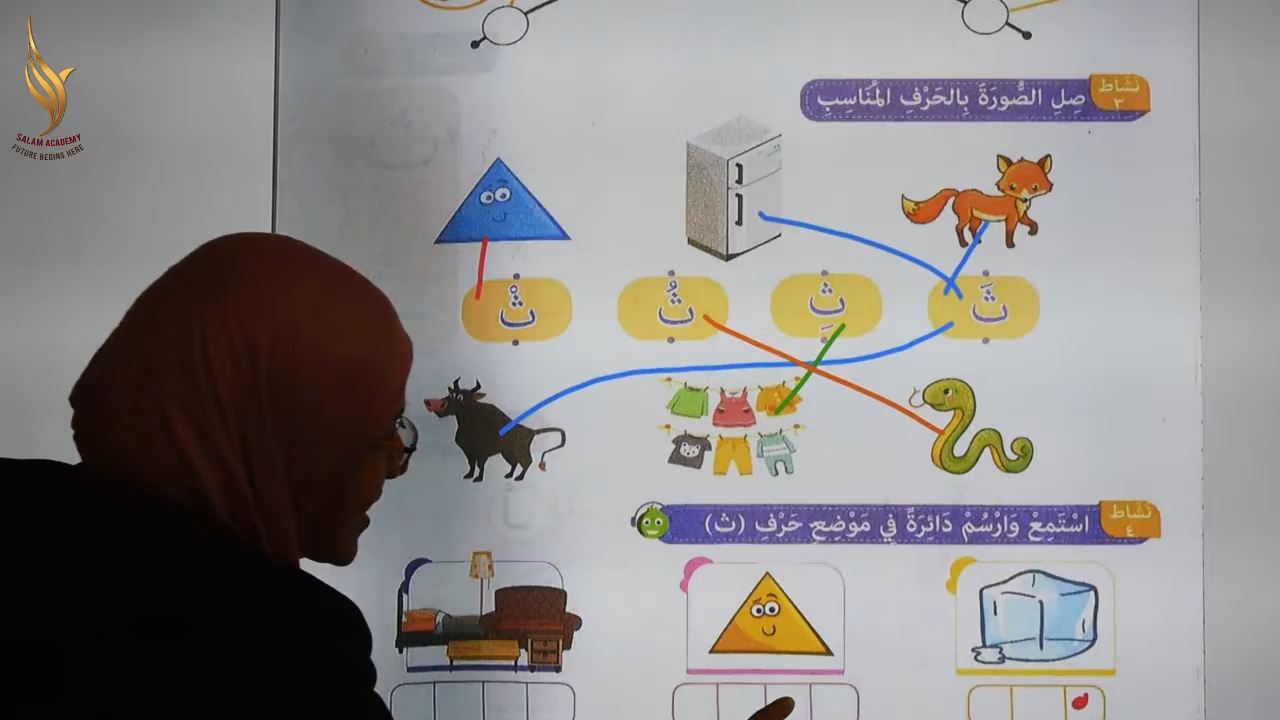 SALAM ACADEMY
FUTURE BEGINS HERE
نشاط ٣
صِلِ الصُّورَةَ بِالحَرْفِ المُنَاسِبِ
ثَ ثِ ثُ ثْ
نشاط ٤
اسْتَمِعْ وَارْسُمْ دَائِرَةً فِي مَوْضِعِ حَرْفِ (ث)